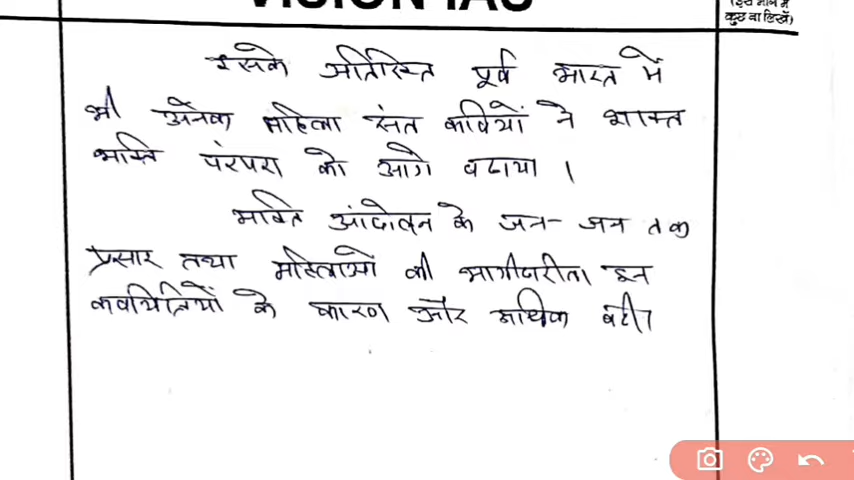 VISION IAS
(इस भाग में
कुछ ना लिखें)
इसके अतिरिक्त पूर्व भारत में
भी अनेक महिला संत कवियों ने शाक्त
भक्ति परंपरा को आगे बढाया ।
भक्ति आंदोलन के जन-जन तक
प्रसार तथा महिलाओं की भागीदारीता इन
कवयित्रियों के कारण और अधिक बढी।